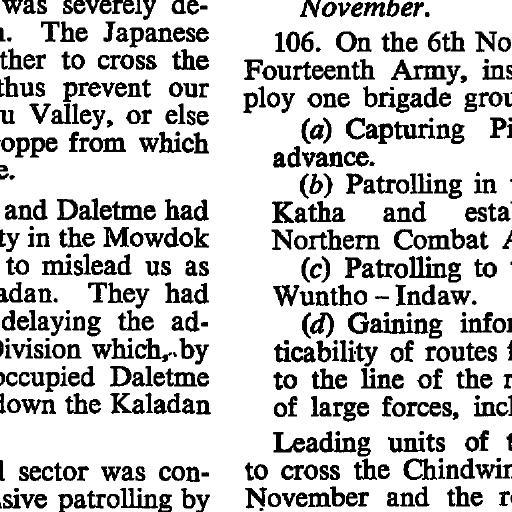 was severely de-
The Japanese
ther to cross the
thus prevent our
u Valley, or else
oppe from which
and Daletme had
ty in the Mowdok
to mislead us as
adan. They had
delaying the ad-
Division which, by
occupied Daletme
down the Kaladan
sector was con-
sive patrolling by
November.
106. On the 6th No
Fourteenth Army, ins
ploy one brigade grou
(a) Capturing Pi
advance.
(b) Patrolling in
Katha and estab
Northern Combat A
(c) Patrolling to
Wuntho – Indaw.
(d) Gaining infor
ticability of routes f
to the line of the r
of large forces, incl
Leading units of t
to cross the Chindwin
November and the re